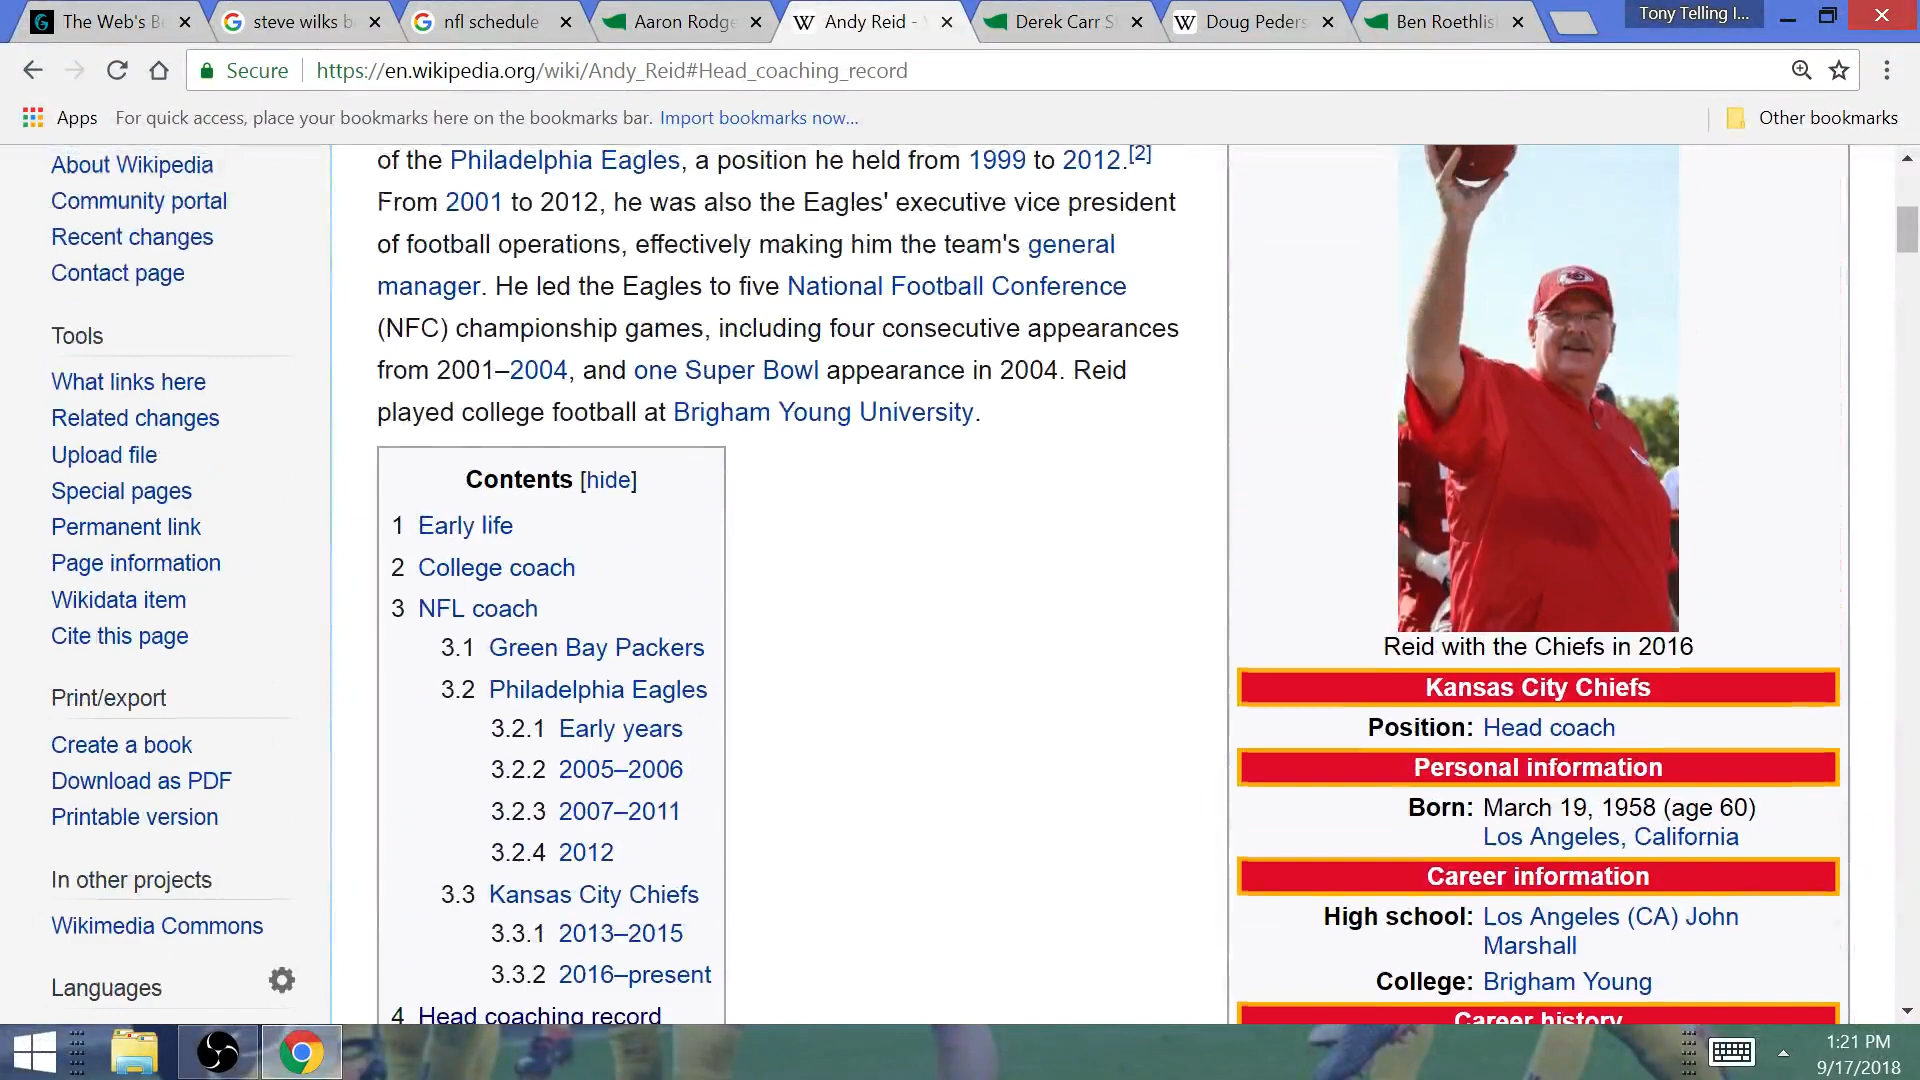 The Web's B
steve wilks b
nfl schedule
Aaron Rodge
Andy Reid -
Derek Carr S
Doug Peders
Ben Roethlis
Tony Telling I...
Secure
https://en.wikipedia.org/wiki/Andy_Reid#Head_coaching_record
Apps
For quick access, place your bookmarks here on the bookmarks bar. Import bookmarks now...
Other bookmarks
About Wikipedia
Community portal
Recent changes
Contact page
Tools
What links here
Related changes
Upload file
Special pages
Permanent link
Page information
Wikidata item
Cite this page
Print/export
Create a book
Download as PDF
Printable version
In other projects
Wikimedia Commons
Languages
of the Philadelphia Eagles, a position he held from 1999 to 2012.[2]
From 2001 to 2012, he was also the Eagles' executive vice president
of football operations, effectively making him the team's general
manager. He led the Eagles to five National Football Conference
(NFC) championship games, including four consecutive appearances
from 2001–2004, and one Super Bowl appearance in 2004. Reid
played college football at Brigham Young University.
Contents [hide]
1 Early life
2 College coach
3 NFL coach
3.1 Green Bay Packers
3.2 Philadelphia Eagles
3.2.1 Early years
3.2.2 2005–2006
3.2.3 2007–2011
3.2.4 2012
3.3 Kansas City Chiefs
3.3.1 2013–2015
3.3.2 2016–present
4 Head coaching record
Reid with the Chiefs in 2016
Kansas City Chiefs
Position: Head coach
Personal information
Born: March 19, 1958 (age 60)
Los Angeles, California
Career information
High school: Los Angeles (CA) John
Marshall
College: Brigham Young
Career history
1:21 PM
9/17/2018